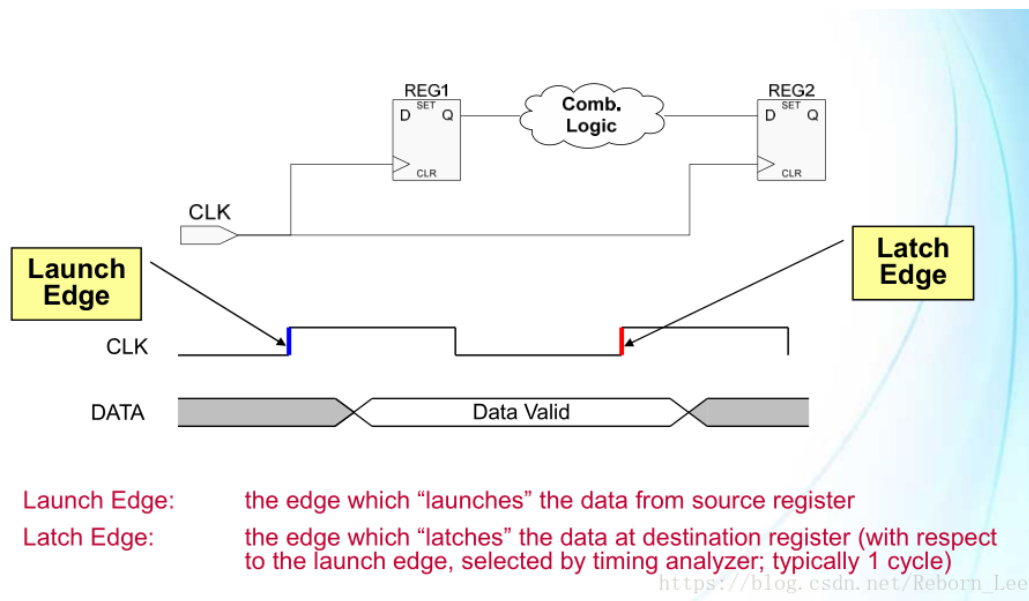 REG1
SET
D Q
CLR
Comb.
Logic
REG2
SET
D Q
CLR
CLK
Launch
Edge
Latch
Edge
CLK
DATA
Data Valid
Launch Edge: the edge which “launches” the data from source register
Latch Edge: the edge which “latches” the data at destination register (with respect
to the launch edge, selected by timing analyzer; typically 1 cycle)
https://blog.csdn.net/Reborn_Lee